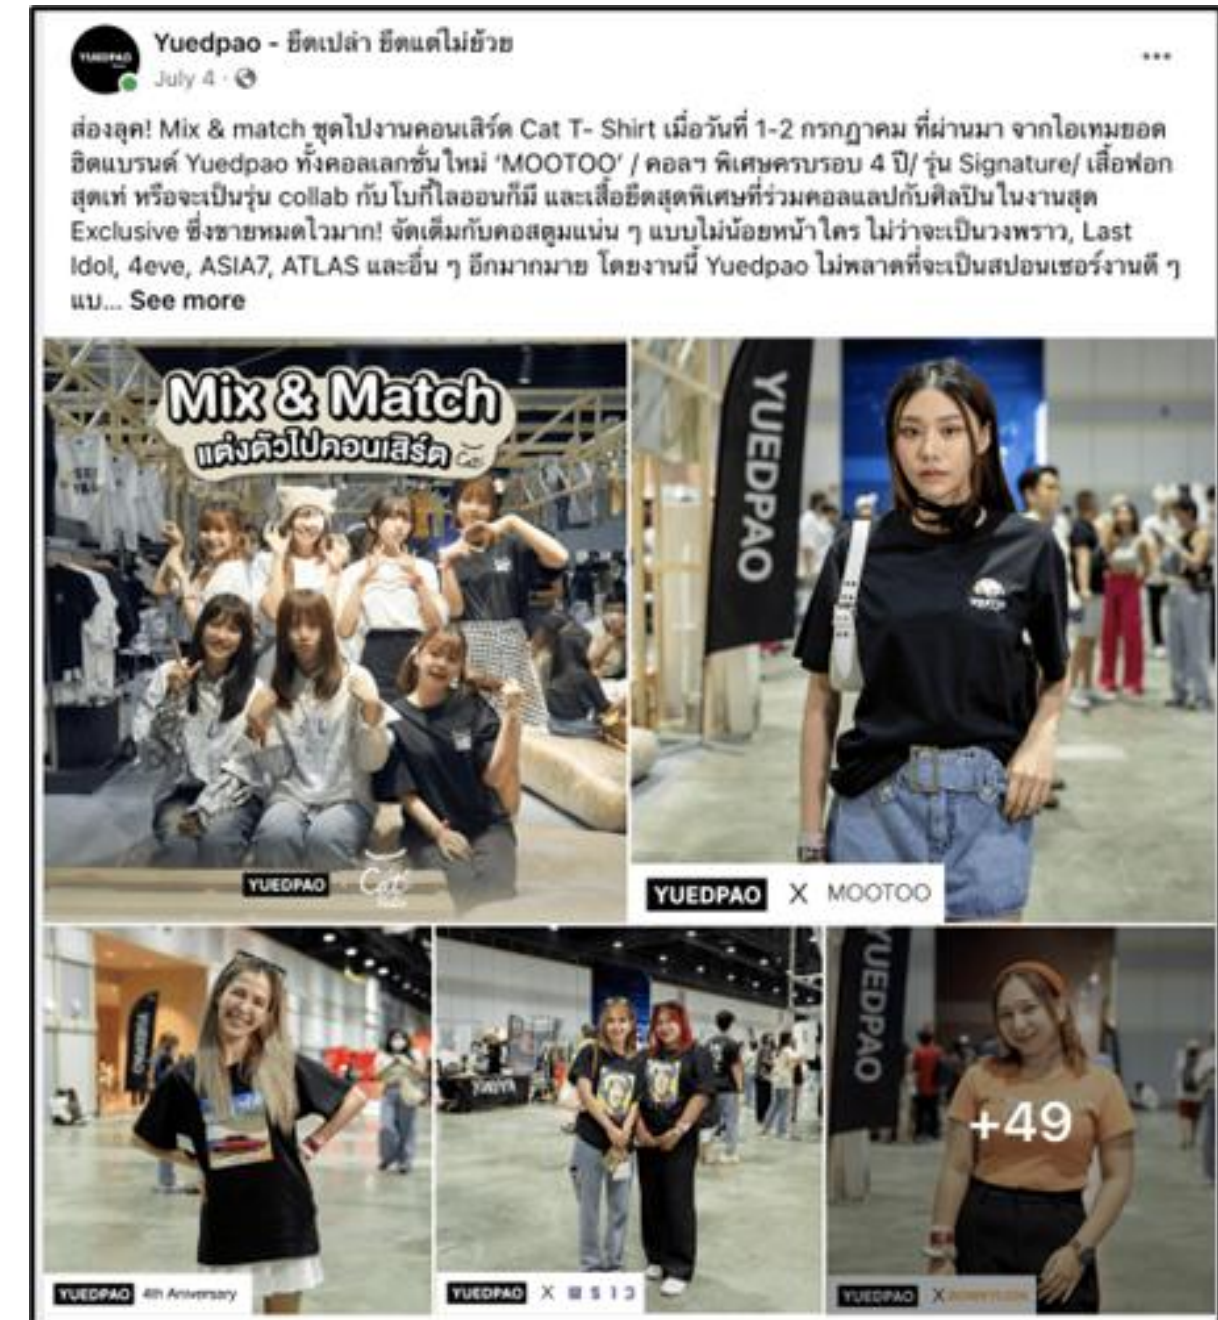 Yuedpao - ยืดเปล่า ยืดแต่ไม่ย้วย
YUEDPAO
July 4
ส่องลุค! Mix & match ชุดไปงานคอนเสิร์ต Cat T- Shirt เมื่อวันที่ 1-2 กรกฎาคม ที่ผ่านมา จากไอเทมยอด
ฮิตแบรนด์ Yuedpao ทั้งคอลเลกชั่นใหม่ 'MOOTOO' / คอลฯ พิเศษครบรอบ 4 ปี/ รุ่น Signature/ เสื้อฟอก
สุดเท่ หรือจะเป็นรุ่น collab กับโบกี้ไลออนก็มี และเสื้อยืดสุดพิเศษที่ร่วมคอลแลปกับศิลปินในงานสุด
Exclusive ซึ่งขายหมดไวมาก! จัดเต็มกับคอสตูมแน่น ๆ แบบไม่น้อยหน้าใคร ไม่ว่าจะเป็นวงพราว, Last
Idol, 4eve, ASIA7, ATLAS และอื่น ๆ อีกมากมาย โดยงานนี้ Yuedpao ไม่พลาดที่จะเป็นสปอนเซอร์งานดี ๆ
แบ... See more
Mix & Match
แต่งตัวไปคอนเสิร์ต
YUEDPAO
YUEDPAO
Cat
YUEDPAO X MOOTOO
YUEDPAO
YUEDPAO
+49
YUEDPAO 4th Aniversary
YUEDPAO X
YUEDPAO X